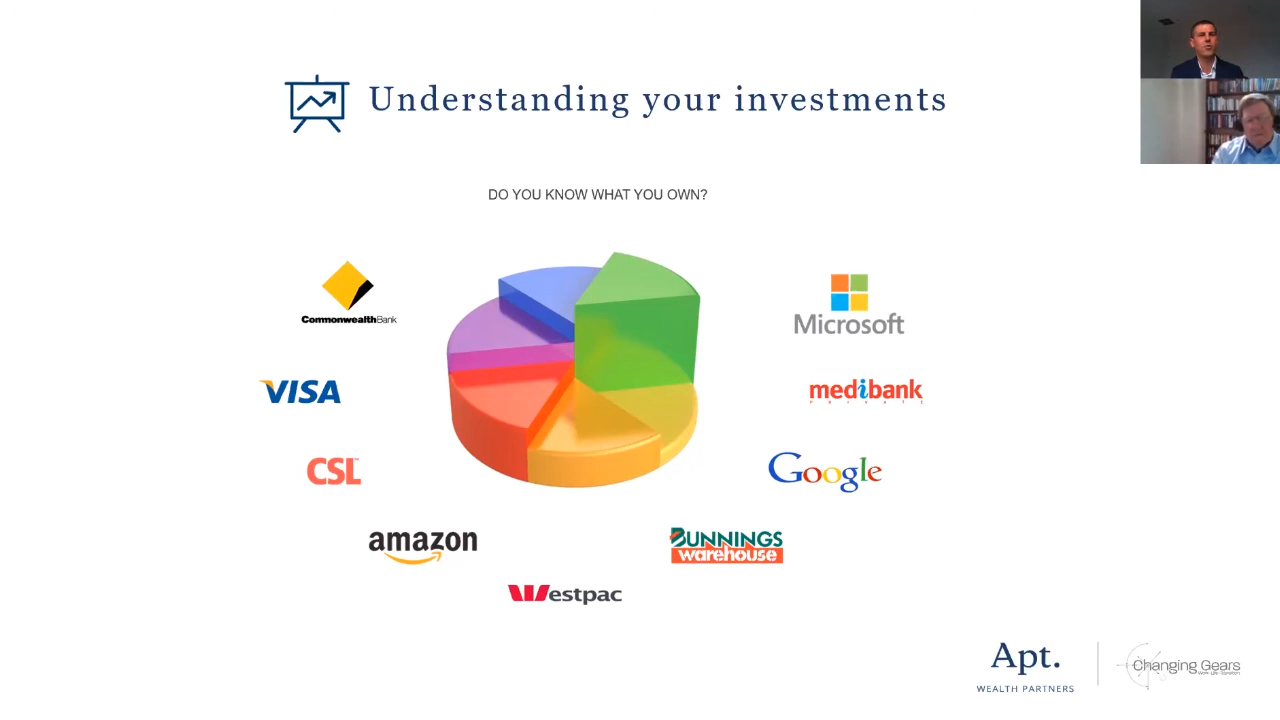 Understanding your investments
DO YOU KNOW WHAT YOU OWN?
CommonwealthBank
Microsoft
VISA
medibank
CSL
Google
amazon
BUNNINGS
warehouse
Westpac
Apt.
WEALTH PARTNERS
Changing Gears